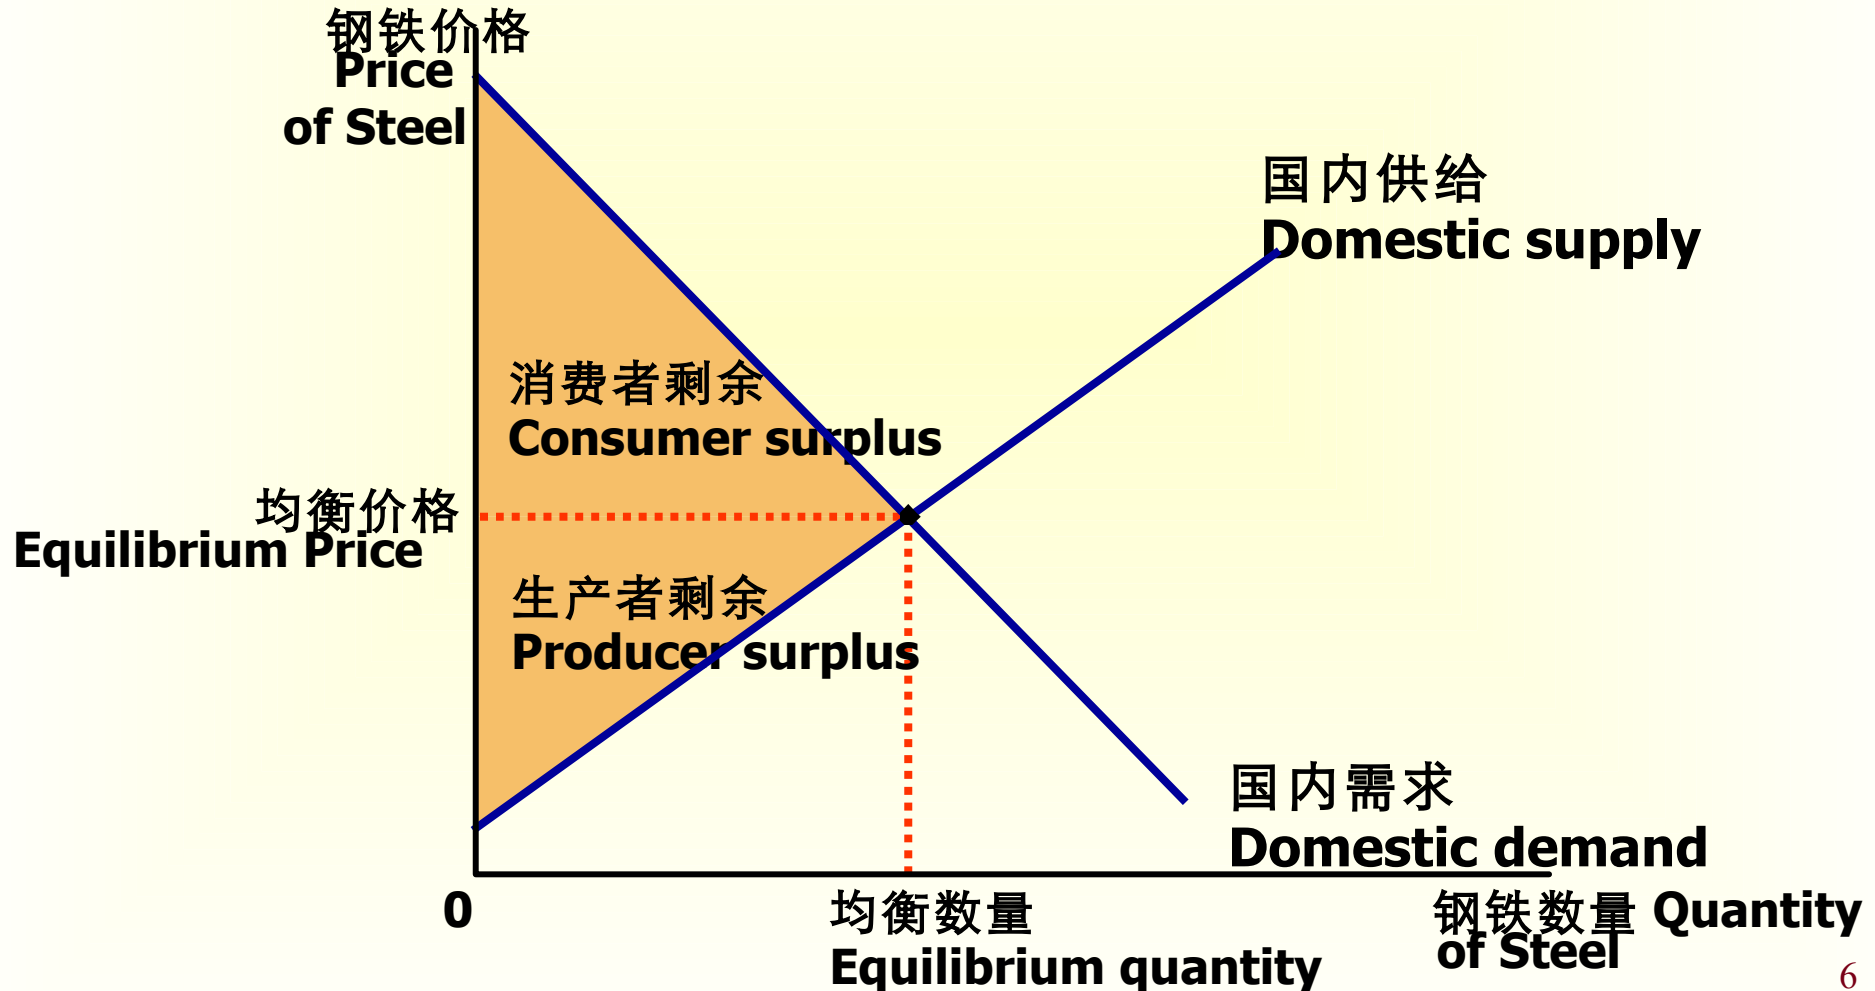 钢铁价格
Price
of Steel
国内供给
Domestic supply
消费者剩余
Consumer surplus
均衡价格
Equilibrium Price
生产者剩余
Producer surplus
国内需求
Domestic demand
0
均衡数量
Equilibrium quantity
钢铁数量 Quantity
of Steel
6